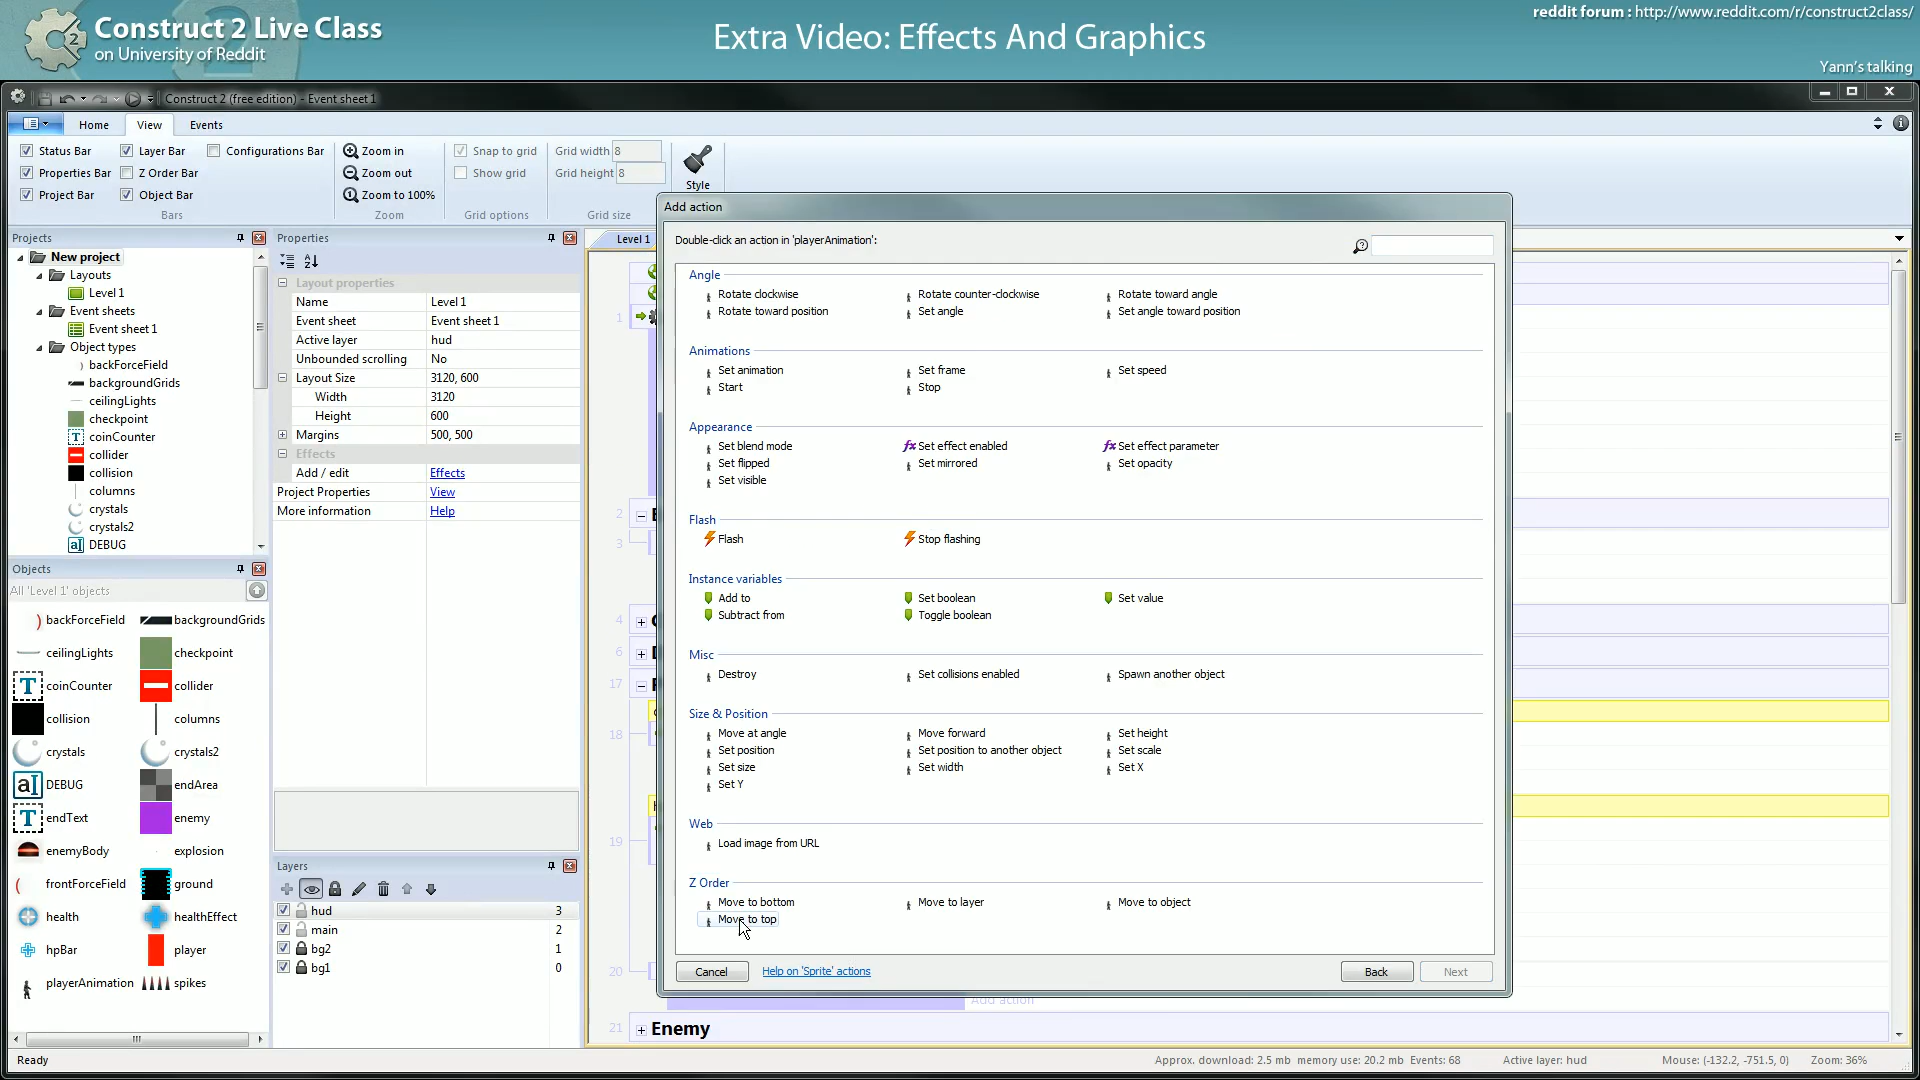 Construct 2 Live Class
on University of Reddit
Extra Video: Effects And Graphics
reddit forum : http://www.reddit.com/r/construct2class/
Yann's talking
Construct 2 (free edition) - Event sheet 1
Home View Events
Status Bar Layer Bar Configurations Bar Zoom in Snap to grid Grid width 8
Properties Bar Z Order Bar Zoom out Show grid Grid height 8
Project Bar Object Bar Zoom to 100% Style
Bars Zoom Grid options Grid size
Projects
New project
Layouts
Level 1
Event sheets
Event sheet 1
Object types
backForceField
backgroundGrids
ceilingLights
checkpoint
coinCounter
collider
collision
columns
crystals
crystals2
DEBUG
Properties
Layout properties
Name Level 1
Event sheet Event sheet 1
Active layer hud
Unbounded scrolling No
Layout Size 3120, 600
Width 3120
Height 600
Margins 500, 500
Effects
Add / edit Effects
Project Properties View
More information Help
Objects
All 'Level 1' objects
backForceField backgroundGrids
ceilingLights checkpoint
coinCounter collider
collision columns
crystals crystals2
DEBUG endArea
endText enemy
enemyBody explosion
frontForceField ground
health healthEffect
hpBar player
playerAnimation spikes
Layers
hud 3
main 2
bg2 1
bg1 0
Level 1
1
2
3
4
6
17
18
19
20
Add action
21 Enemy
Add action
Double-click an action in 'playerAnimation':
Angle
Rotate clockwise Rotate counter-clockwise Rotate toward angle
Rotate toward position Set angle Set angle toward position
Animations
Set animation Set frame Set speed
Start Stop
Appearance
Set blend mode fx Set effect enabled fx Set effect parameter
Set flipped Set mirrored Set opacity
Set visible
Flash
Flash Stop flashing
Instance variables
Add to Set boolean Set value
Subtract from Toggle boolean
Misc
Destroy Set collisions enabled Spawn another object
Size & Position
Move at angle Move forward Set height
Set position Set position to another object Set scale
Set size Set width Set X
Set Y
Web
Load image from URL
Z Order
Move to bottom Move to layer Move to object
Move to top
Cancel Help on 'Sprite' actions Back Next
Ready Approx. download: 2.5 mb memory use: 20.2 mb Events: 68 Active layer: hud Mouse: (-132.2, -751.5, 0) Zoom: 36%